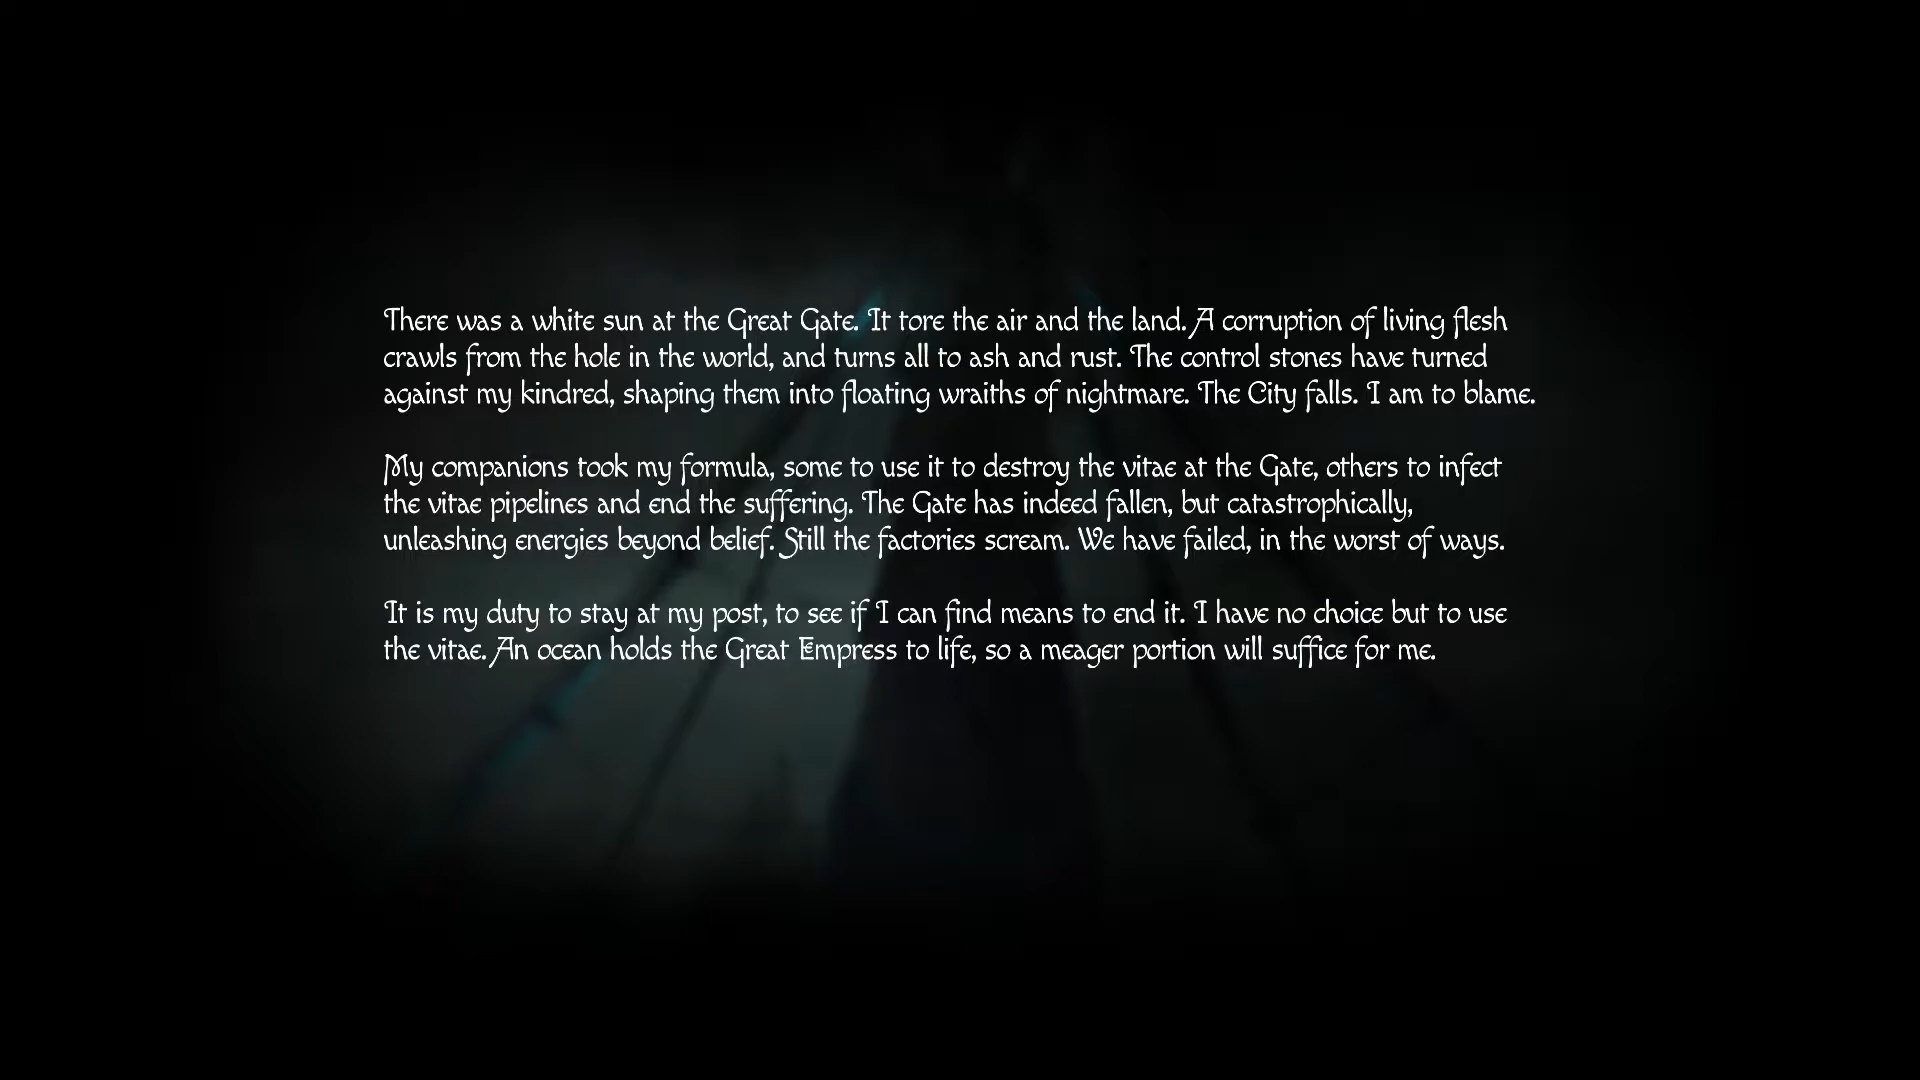 There was a white sun at the Great Gate. It tore the air and the land. A corruption of living flesh
crawls from the hole in the world, and turns all to ash and rust. The control stones have turned
against my kindred, shaping them into floating wraiths of nightmare. The City falls. I am to blame.
My companions took my formula, some to use it to destroy the vitae at the Gate, others to infect
the vitae pipelines and end the suffering. The Gate has indeed fallen, but catastrophically,
unleashing energies beyond belief. Still the factories scream. We have failed, in the worst of ways.
It is my duty to stay at my post, to see if I can find means to end it. I have no choice but to use
the vitae. An ocean holds the Great Empress to life, so a meager portion will suffice for me.